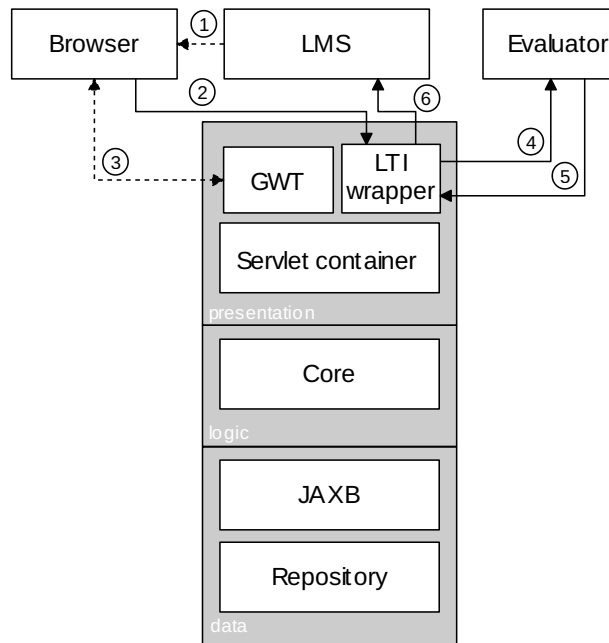 Browser
1
LMS
Evaluator
2
6
3
4
5
GWT
LTI
wrapper
Servlet container
presentation
Core
logic
JAXB
Repository
data